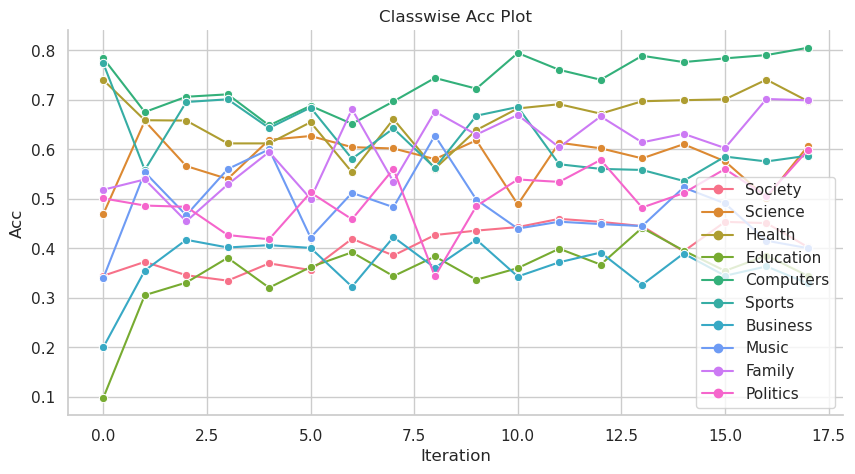 Classwise Acc Plot
Acc
0.8
0.7
0.6
0.5
0.4
0.3
0.2
0.1
0.0
2.5
5.0
7.5
10.0
12.5
15.0
17.5
Iteration
Society
Science
Health
Education
Computers
Sports
Business
Music
Family
Politics